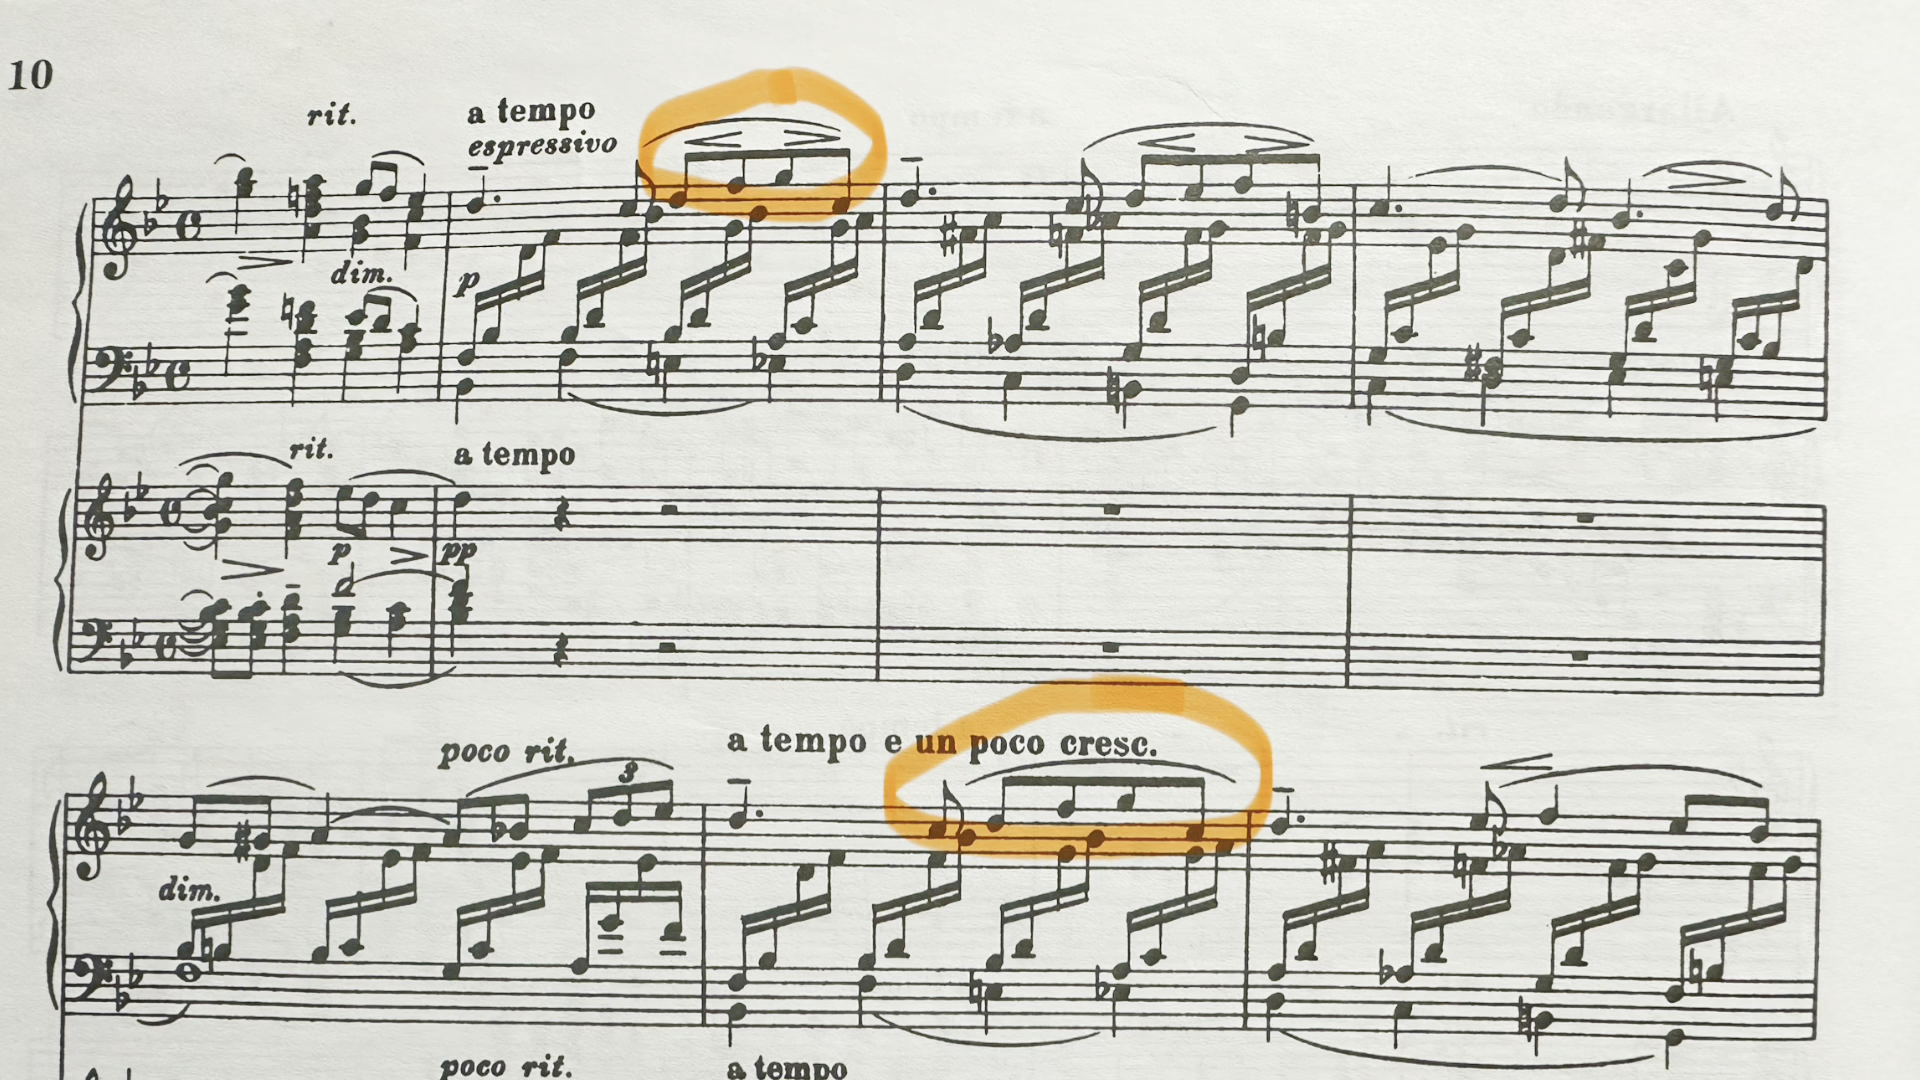 10
rit.
a tempo
espressivo
dim.
p
rit.
a tempo
p
pp
poco rit.
a tempo e un poco cresc.
3
dim.
poco rit.
a tempo